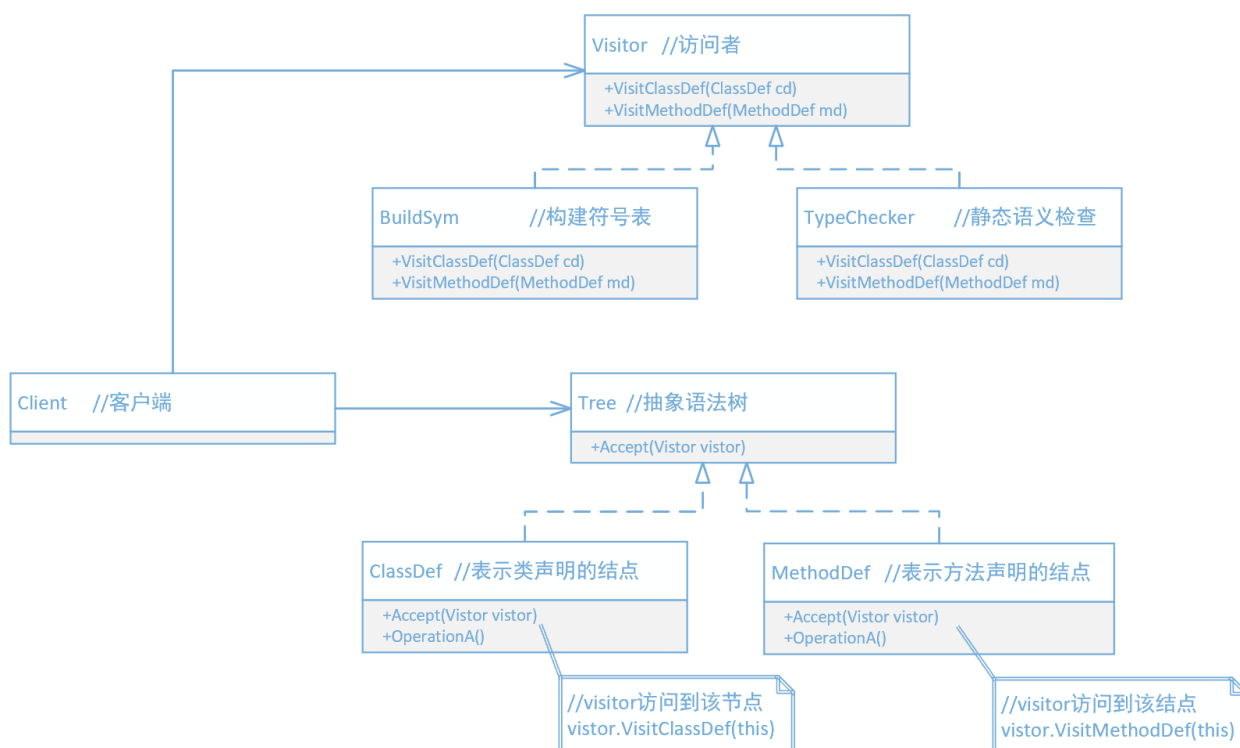 Visitor //访问者
+VisitClassDef(ClassDef cd)
+VisitMethodDef(MethodDef md)
BuildSym //构建符号表
+VisitClassDef(ClassDef cd)
+VisitMethodDef(MethodDef md)
TypeChecker //静态语义检查
+VisitClassDef(ClassDef cd)
+VisitMethodDef(MethodDef md)
Client //客户端
Tree //抽象语法树
+Accept(Vistor vistor)
ClassDef //表示类声明的结点
+Accept(Vistor vistor)
+OperationA()
MethodDef //表示方法声明的结点
+Accept(Vistor vistor)
+OperationA()
//visitor访问到该节点
vistor.VisitClassDef(this)
//visitor访问到该结点
vistor.VisitMethodDef(this)